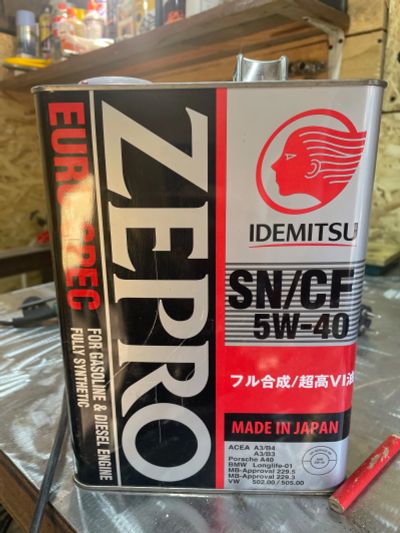 EURO SPEC
FOR GASOLINE & DIESEL ENGINE
FULLY SYNTHETIC
ZEPRO
IDEMITSU
SN/CF
5W-40
フル合成/超高VI油
MADE IN JAPAN
ACEA A3/B4
A3/B3
Porsche A40
BMW Longlife-01
MB-Approval 229.5
MB-Approval 229.3
VW 502.00 / 505.00